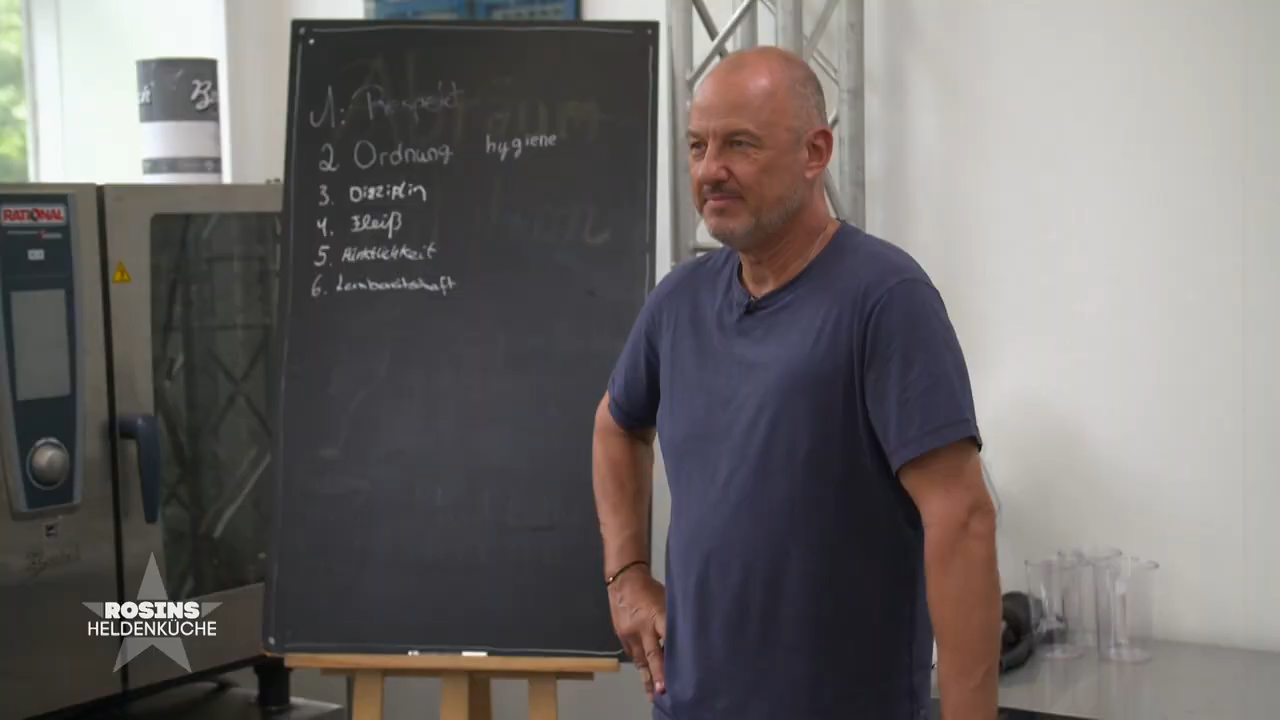 1. Respekt
2 Ordnung hygiene
3. Disziplin
4. Fleiß
5. Pünktlichkeit
6. Lernbereitschaft
RATIONAL
ROSINS
HELDENKÜCHE